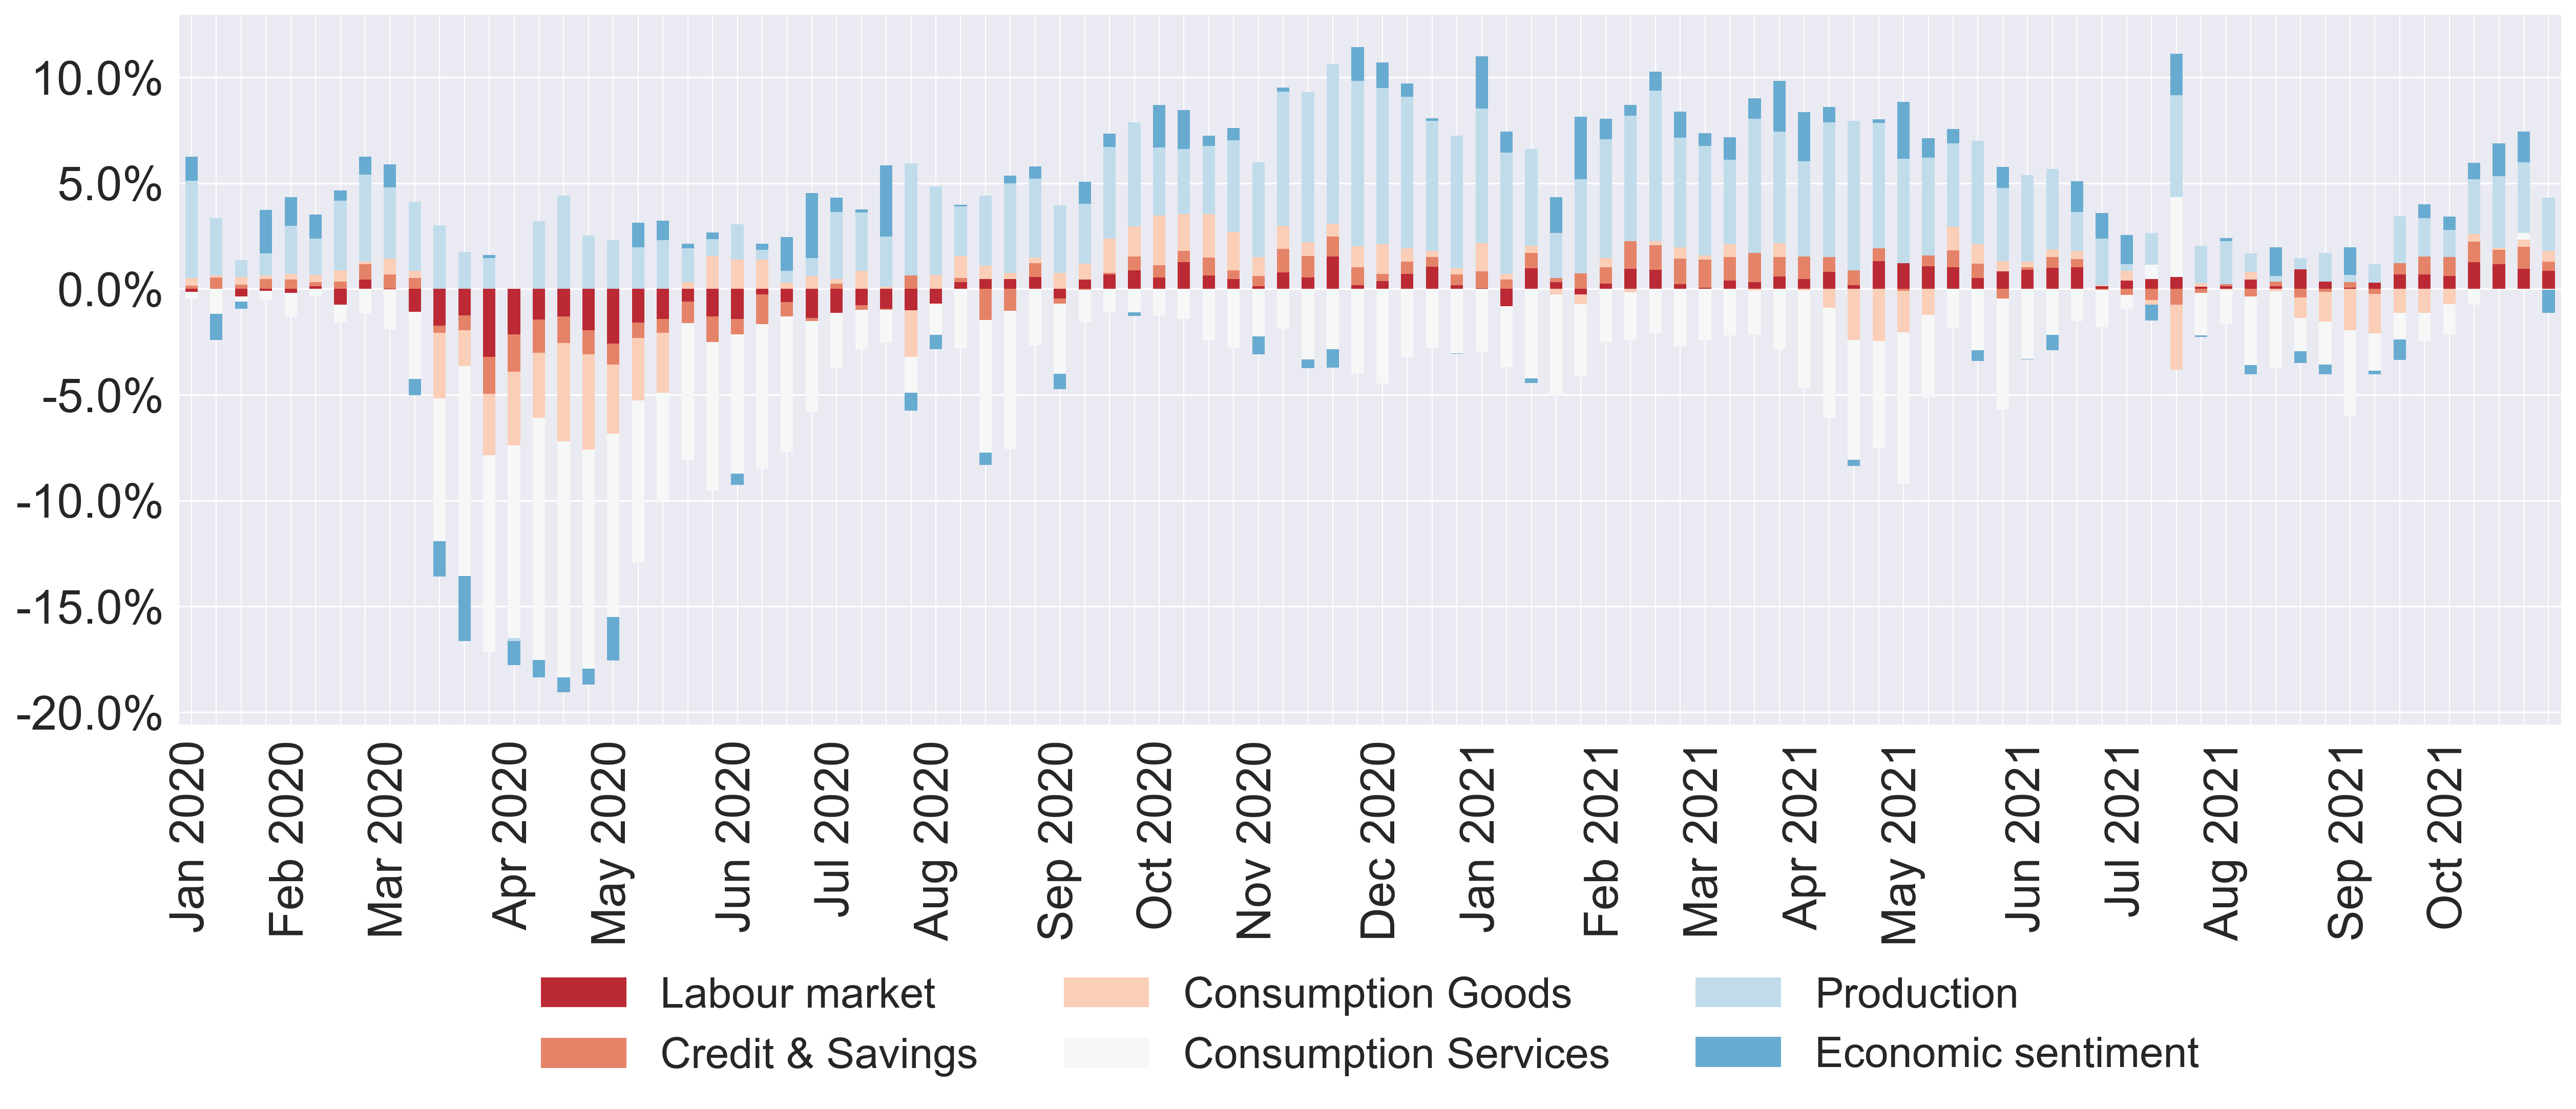 10.0%
5.0%
0.0%
-5.0%
-10.0%
-15.0%
-20.0%
Jan 2020
Feb 2020
Mar 2020
Apr 2020
May 2020
Jun 2020
Jul 2020
Aug 2020
Sep 2020
Oct 2020
Nov 2020
Dec 2020
Jan 2021
Feb 2021
Mar 2021
Apr 2021
May 2021
Jun 2021
Jul 2021
Aug 2021
Sep 2021
Oct 2021
Labour market
Consumption Goods
Production
Credit & Savings
Consumption Services
Economic sentiment